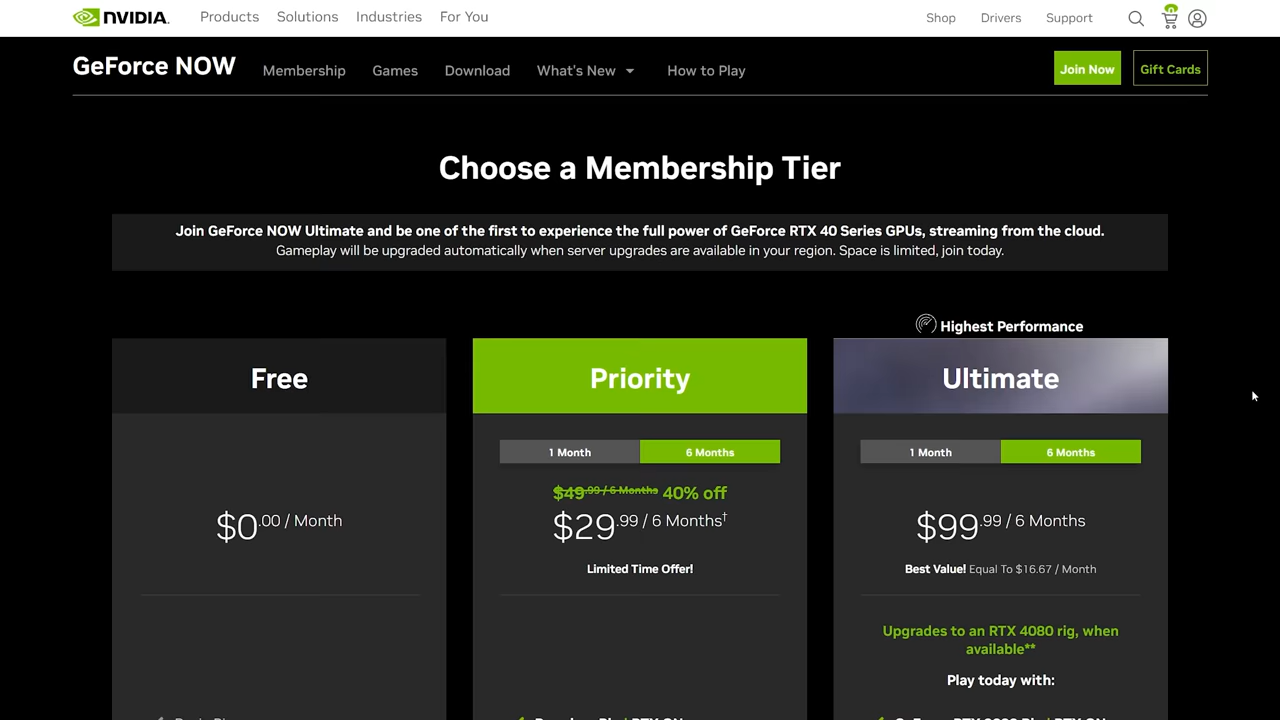 NVIDIA.
Products
Solutions
Industries
For You
Shop
Drivers
Support
0
GeForce NOW
Membership
Games
Download
What's New
How to Play
Join Now
Gift Cards
Choose a Membership Tier
Join GeForce NOW Ultimate and be one of the first to experience the full power of GeForce RTX 40 Series GPUs, streaming from the cloud.
Gameplay will be upgraded automatically when server upgrades are available in your region. Space is limited, join today.
Free
$0.00 / Month
Priority
1 Month
6 Months
$49.99 / 6 Months 40% off
$29.99 / 6 Months†
Limited Time Offer!
Highest Performance
Ultimate
1 Month
6 Months
$99.99 / 6 Months
Best Value! Equal To $16.67 / Month
Upgrades to an RTX 4080 rig, when
available**
Play today with: